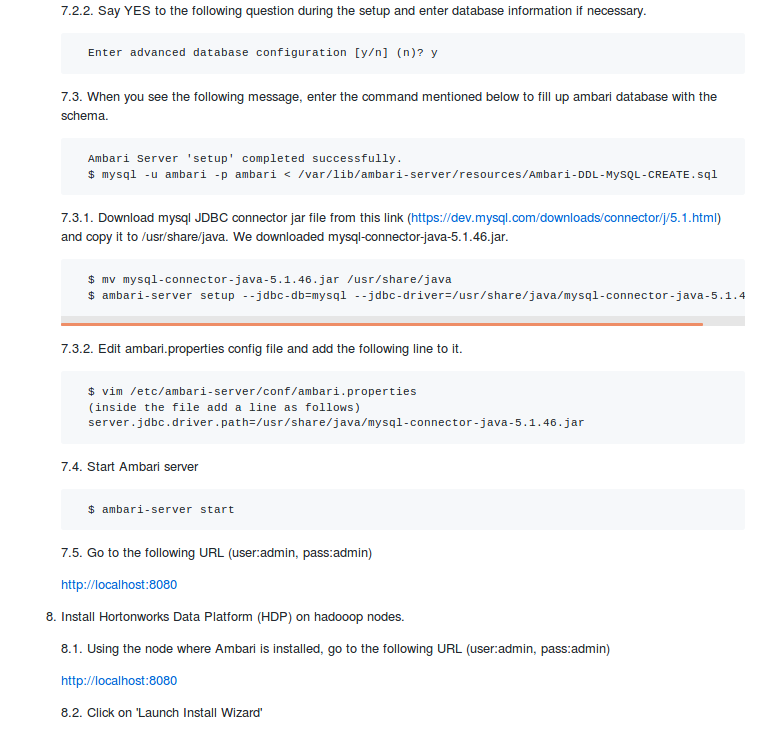 7.2.2. Say YES to the following question during the setup and enter database information if necessary.
Enter advanced database configuration [y/n] (n)? y
7.3. When you see the following message, enter the command mentioned below to fill up ambari database with the
schema.
Ambari Server 'setup' completed successfully.
$ mysql -u ambari -p ambari < /var/lib/ambari-server/resources/Ambari-DDL-MySQL-CREATE.sql
7.3.1. Download mysql JDBC connector jar file from this link (https://dev.mysql.com/downloads/connector/j/5.1.html)
and copy it to /usr/share/java. We downloaded mysql-connector-java-5.1.46.jar.
$ mv mysql-connector-java-5.1.46.jar /usr/share/java
$ ambari-server setup --jdbc-db=mysql --jdbc-driver=/usr/share/java/mysql-connector-java-5.1.4
7.3.2. Edit ambari.properties config file and add the following line to it.
$ vim /etc/ambari-server/conf/ambari.properties
(inside the file add a line as follows)
server.jdbc.driver.path=/usr/share/java/mysql-connector-java-5.1.46.jar
7.4. Start Ambari server
$ ambari-server start
7.5. Go to the following URL (user:admin, pass:admin)
http://localhost:8080
8. Install Hortonworks Data Platform (HDP) on hadooop nodes.
8.1. Using the node where Ambari is installed, go to the following URL (user:admin, pass:admin)
http://localhost:8080
8.2. Click on 'Launch Install Wizard'